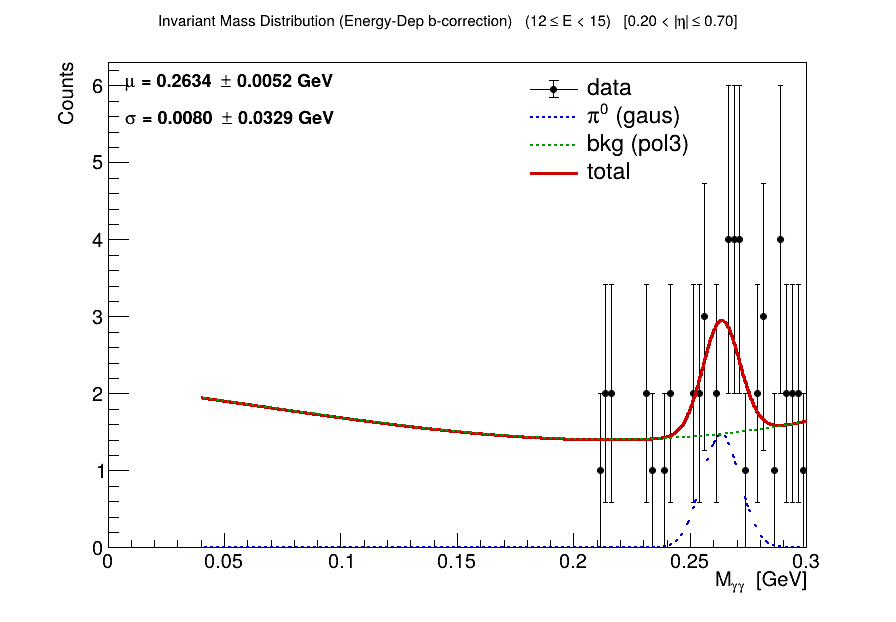 Invariant Mass Distribution (Energy-Dep b-correction) (12 ≤ E < 15) [0.20 < |η| ≤ 0.70]
μ = 0.2634 ± 0.0052 GeV
σ = 0.0080 ± 0.0329 GeV
data
π⁰ (gaus)
bkg (pol3)
total
Counts
6
5
4
3
2
1
0
0 0.05 0.1 0.15 0.2 0.25 0.3
Mγγ [GeV]